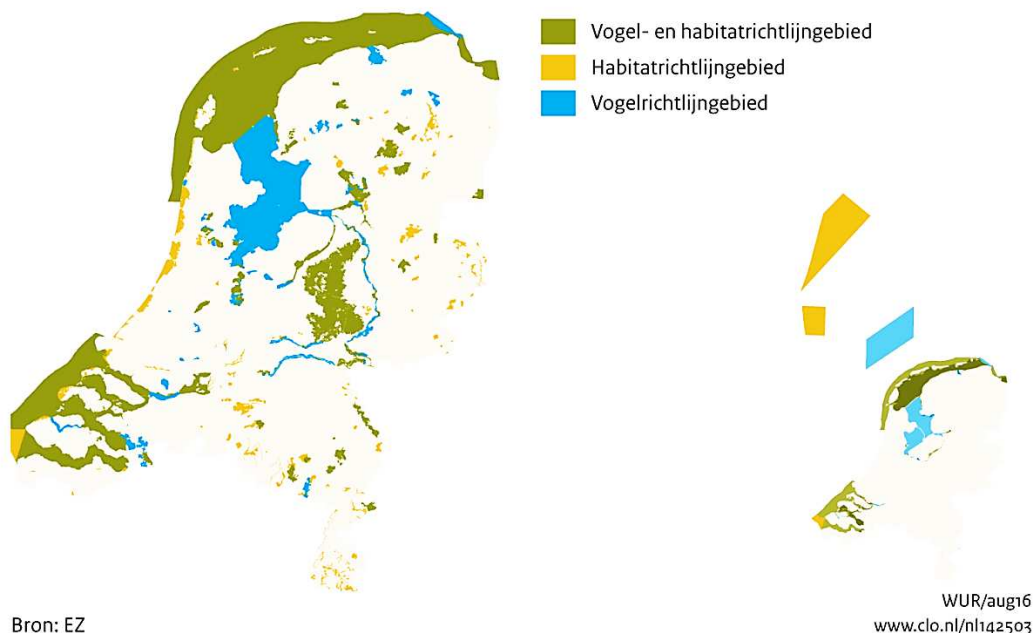 Vogel- en habitatrichtlijngebied
Habitatrichtlijngebied
Vogelrichtlijngebied
Bron: EZ
WUR/aug16
www.clo.nl/nl142503